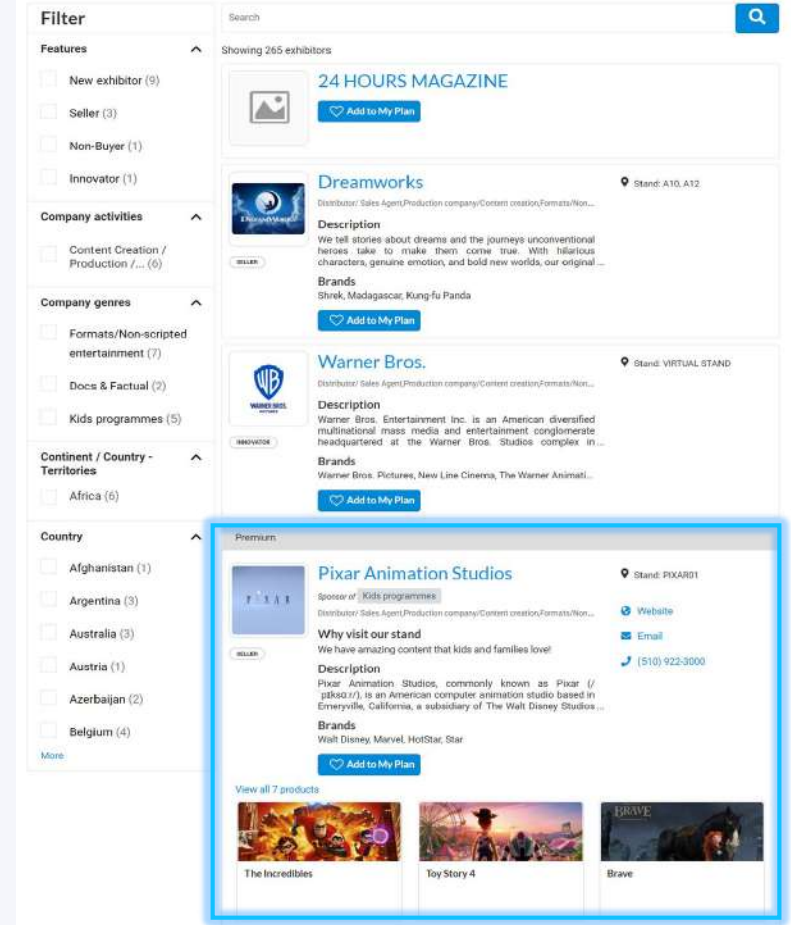 Filter
Features
New exhibitor (9)
Seller (3)
Non-Buyer (1)
Innovator (1)
Company activities
Content Creation /
Production /... (6)
Company genres
Formats/Non-scripted
entertainment (7)
Docs & Factual (2)
Kids programmes (5)
Continent / Country -
Territories
Africa (6)
Country
Afghanistan (1)
Argentina (3)
Australia (3)
Austria (1)
Azerbaijan (2)
Belgium (4)
More
Search
Showing 265 exhibitors
24 HOURS MAGAZINE
Add to My Plan
DREAMWORKS
SELLER
Dreamworks
Stand: A10, A12
Distributor/ Sales Agent,Production company/Content creation,Formats/Non...
Description
We tell stories about dreams and the journeys unconventional
heroes take to make them come true. With hilarious
characters, genuine emotion, and bold new worlds, our original ...
Brands
Shrek, Madagascar, Kung-fu Panda
Add to My Plan
WB
WARNER BROS.
INNOVATOR
Warner Bros.
Stand: VIRTUAL STAND
Distributor/ Sales Agent,Production company/Content creation,Formats/Non...
Description
Warner Bros. Entertainment Inc. is an American diversified
multinational mass media and entertainment conglomerate
headquartered at the Warner Bros. Studios complex in ...
Brands
Warner Bros. Pictures, New Line Cinema, The Warner Animati...
Add to My Plan
Premium
PIXAR
SELLER
Pixar Animation Studios
Stand: PIXAR01
Sponsor of Kids programmes
Distributor/ Sales Agent,Production company/Content creation,Formats/Non...
Website
Email
(510) 922-3000
Why visit our stand
We have amazing content that kids and families love!
Description
Pixar Animation Studios, commonly known as Pixar (/
ˈpɪksɑːr/), is an American computer animation studio based in
Emeryville, California, a subsidiary of The Walt Disney Studios ...
Brands
Walt Disney, Marvel, HotStar, Star
Add to My Plan
View all 7 products
BRAVE
The Incredibles
Toy Story 4
Brave